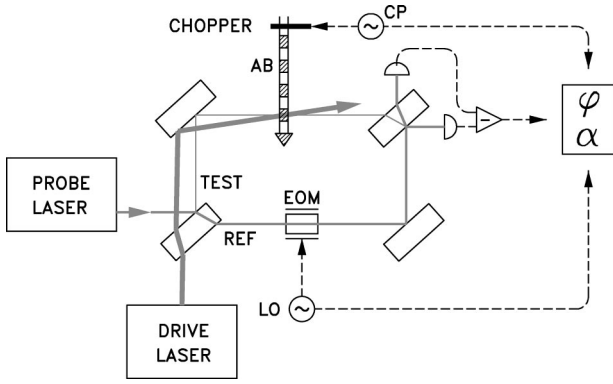 CHOPPER
CP
AB
φ
α
TEST
PROBE
LASER
EOM
REF
LO
DRIVE
LASER